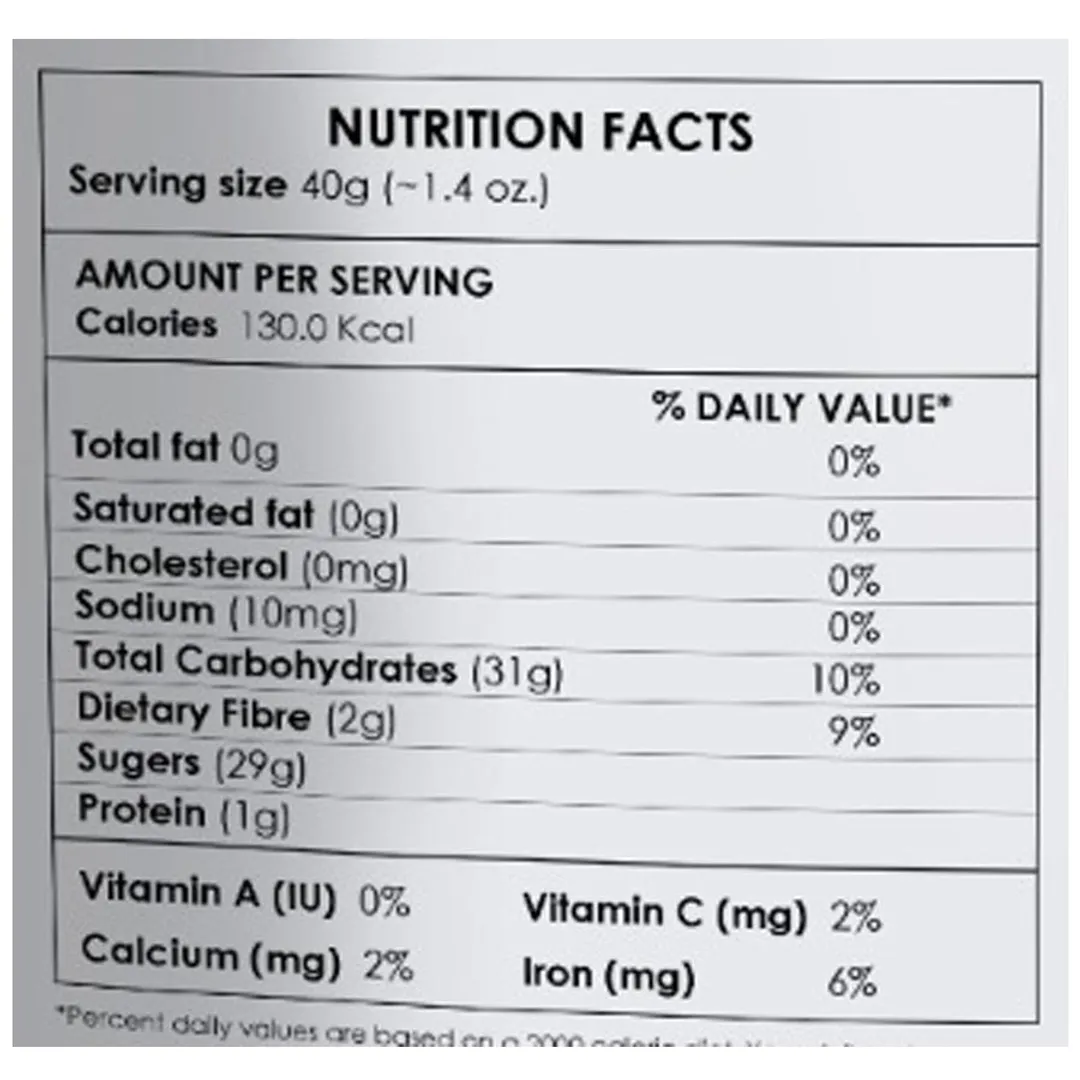 NUTRITION FACTS
Serving size 40g (~1.4 oz.)
AMOUNT PER SERVING
Calories 130.0 Kcal
% DAILY VALUE*
Total fat 0g 0%
Saturated fat (0g) 0%
Cholesterol (0mg) 0%
Sodium (10mg) 0%
Total Carbohydrates (31g) 10%
Dietary Fibre (2g) 9%
Sugers (29g)
Protein (1g)
Vitamin A (IU) 0% Vitamin C (mg) 2%
Calcium (mg) 2% Iron (mg) 6%
*Percent daily values are based on a 2000 calorie diet.